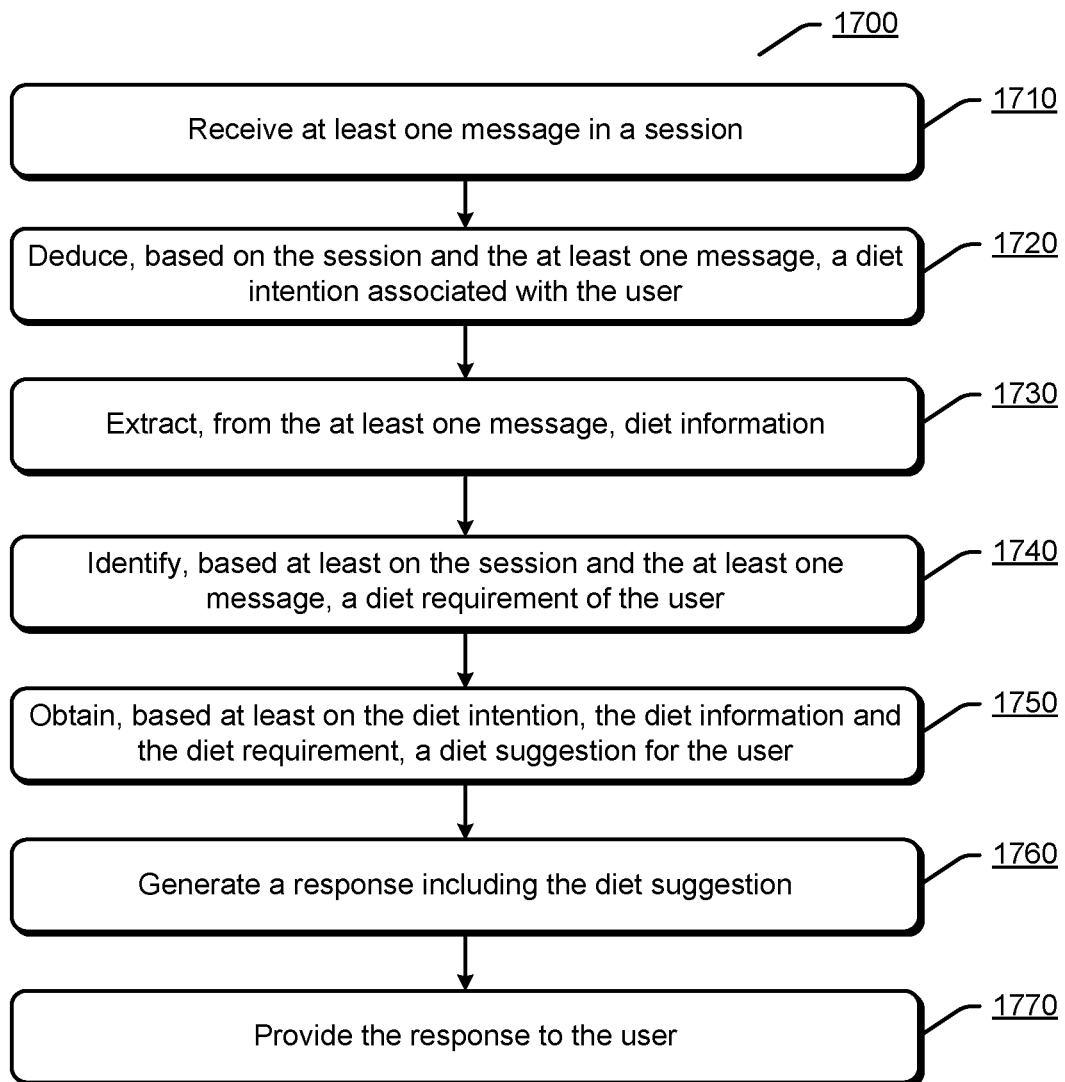 1700
Receive at least one message in a session
1710
Deduce, based on the session and the at least one message, a diet
intention associated with the user
1720
Extract, from the at least one message, diet information
1730
Identify, based at least on the session and the at least one
message, a diet requirement of the user
1740
Obtain, based at least on the diet intention, the diet information and
the diet requirement, a diet suggestion for the user
1750
Generate a response including the diet suggestion
1760
Provide the response to the user
1770